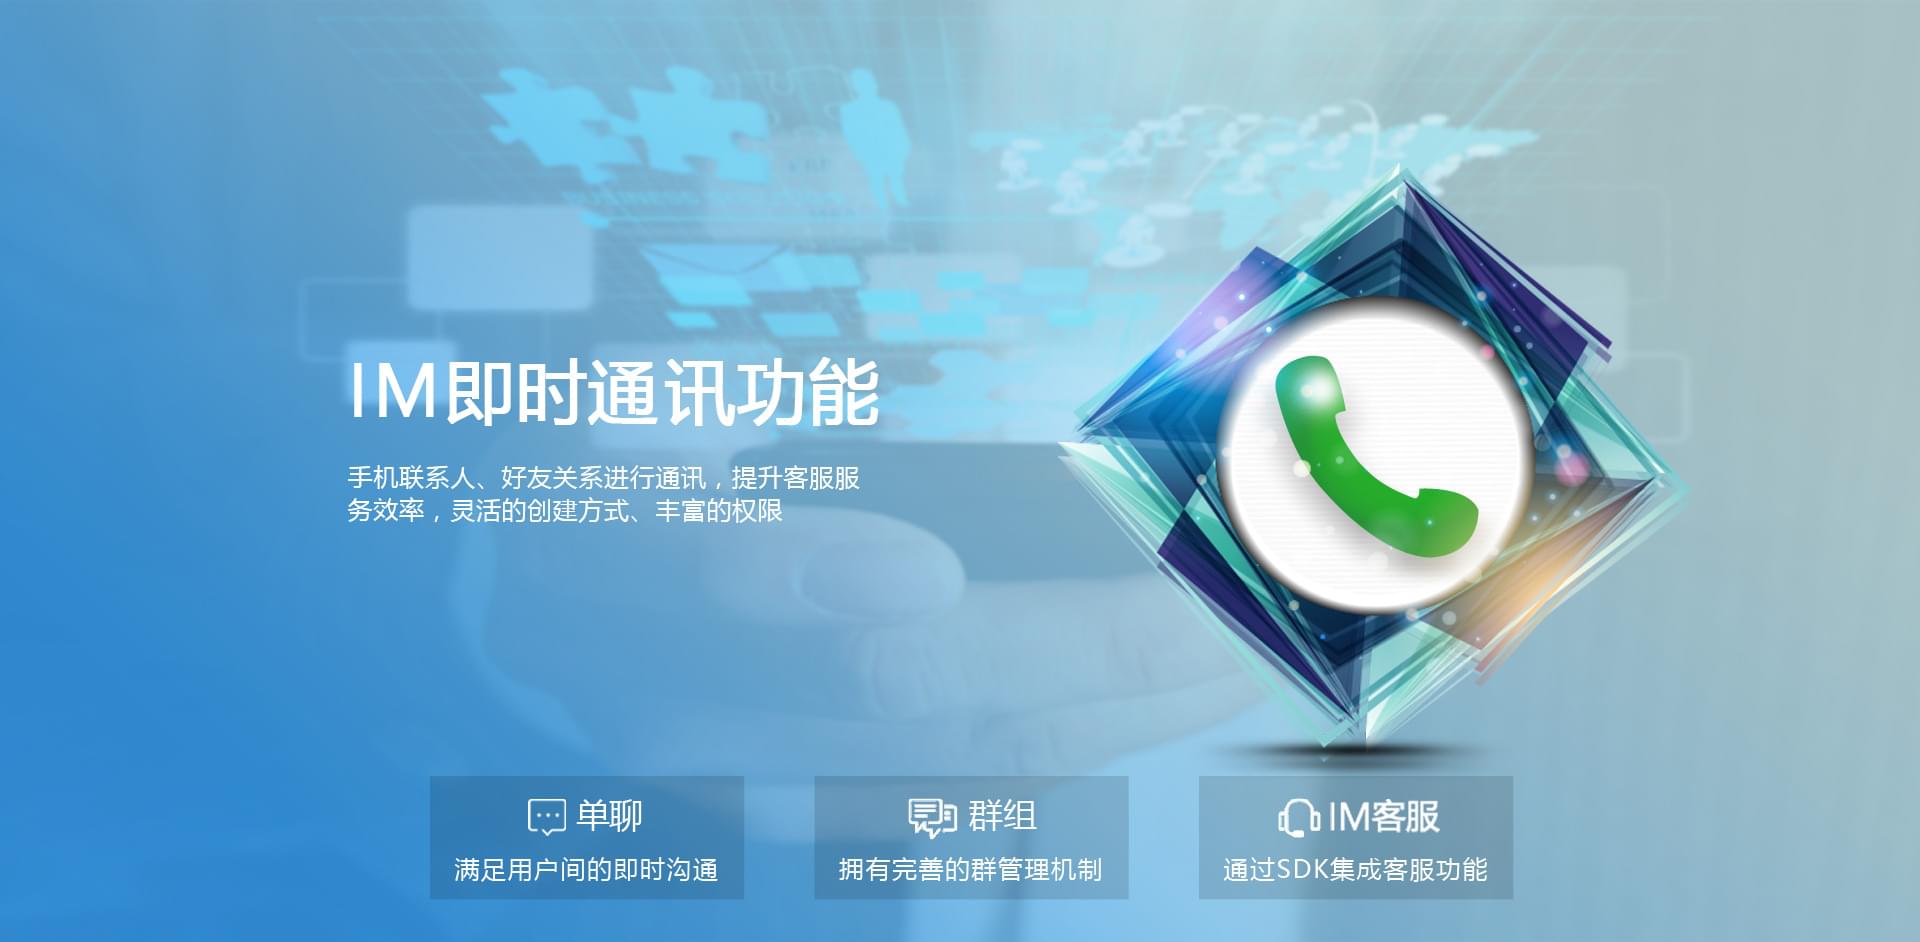 IM即时通讯功能
手机联系人、好友关系进行通讯，提升客服服
务效率，灵活的创建方式、丰富的权限
单聊
满足用户间的即时沟通
群组
拥有完善的群管理机制
IM客服
通过SDK集成客服功能